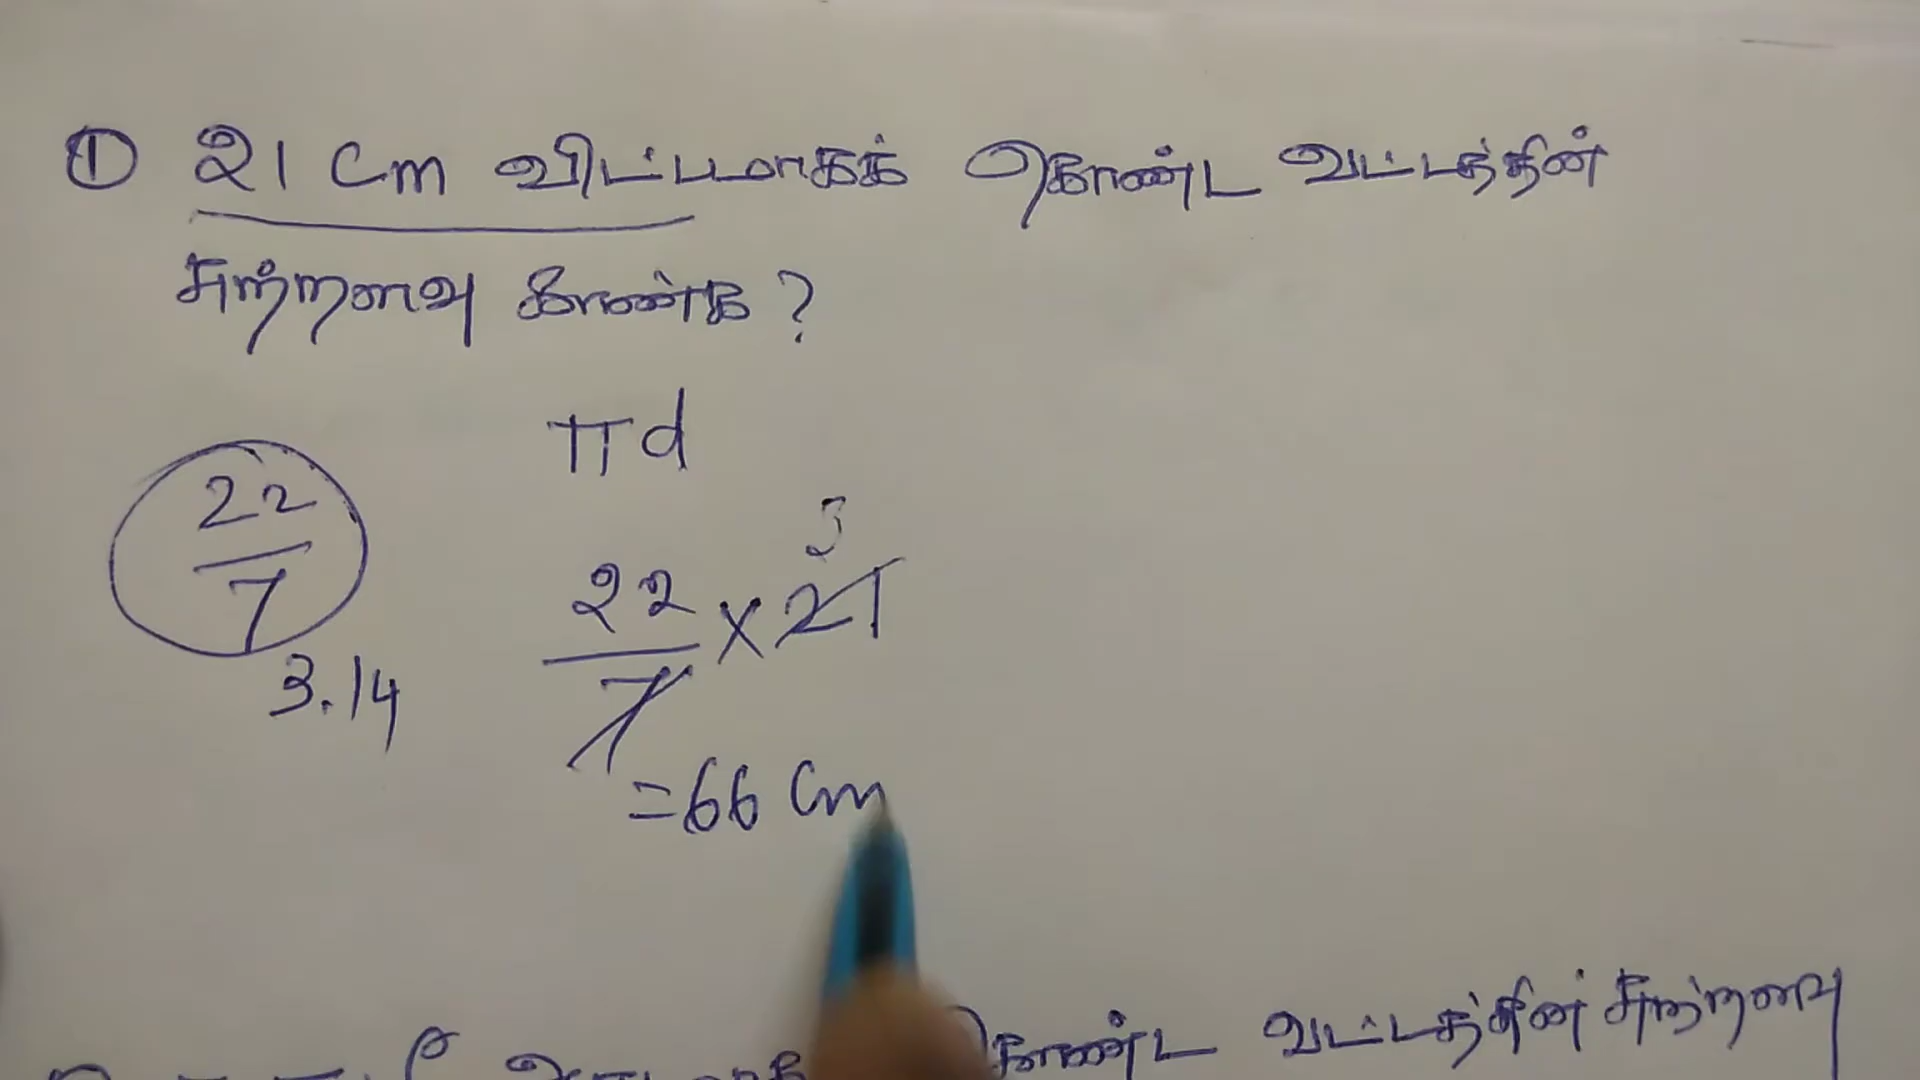 ① 21 cm விட்டமாகக் கொண்ட வட்டத்தின்
சுற்றளவு காண்க ?
πd
22
7
3.14
3
22 × 21
7
= 66 cm
கொண்ட வட்டத்தின் சுற்றளவு